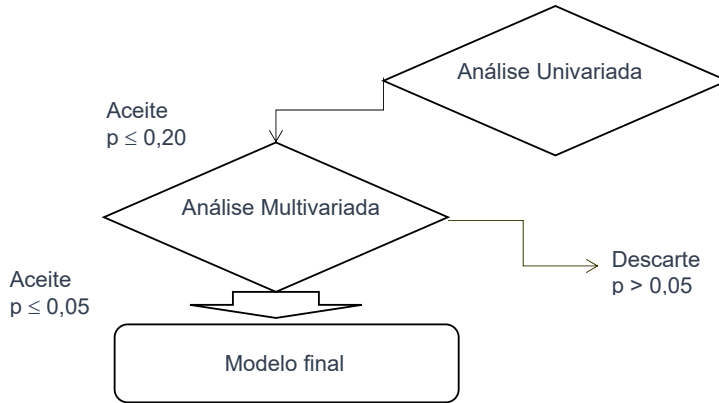 Análise Univariada
Aceite
p ≤ 0,20
Análise Multivariada
Descarte
p > 0,05
Aceite
p ≤ 0,05
Modelo final